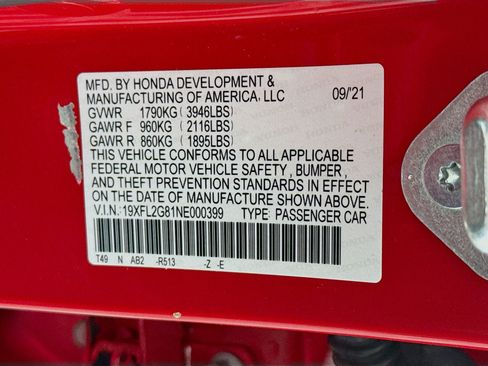 MFD. BY HONDA DEVELOPMENT &
MANUFACTURING OF AMERICA, LLC 09/'21
GVWR 1790KG (3946LBS)
GAWR F 960KG (2116LBS)
GAWR R 860KG (1895LBS)
THIS VEHICLE CONFORMS TO ALL APPLICABLE
FEDERAL MOTOR VEHICLE SAFETY, BUMPER,
AND THEFT PREVENTION STANDARDS IN EFFECT
ON THE DATE OF MANUFACTURE SHOWN ABOVE.
V.I.N.: 19XFL2G81NE000399 TYPE: PASSENGER CAR
T49 N AB2 -R513 -Z -E